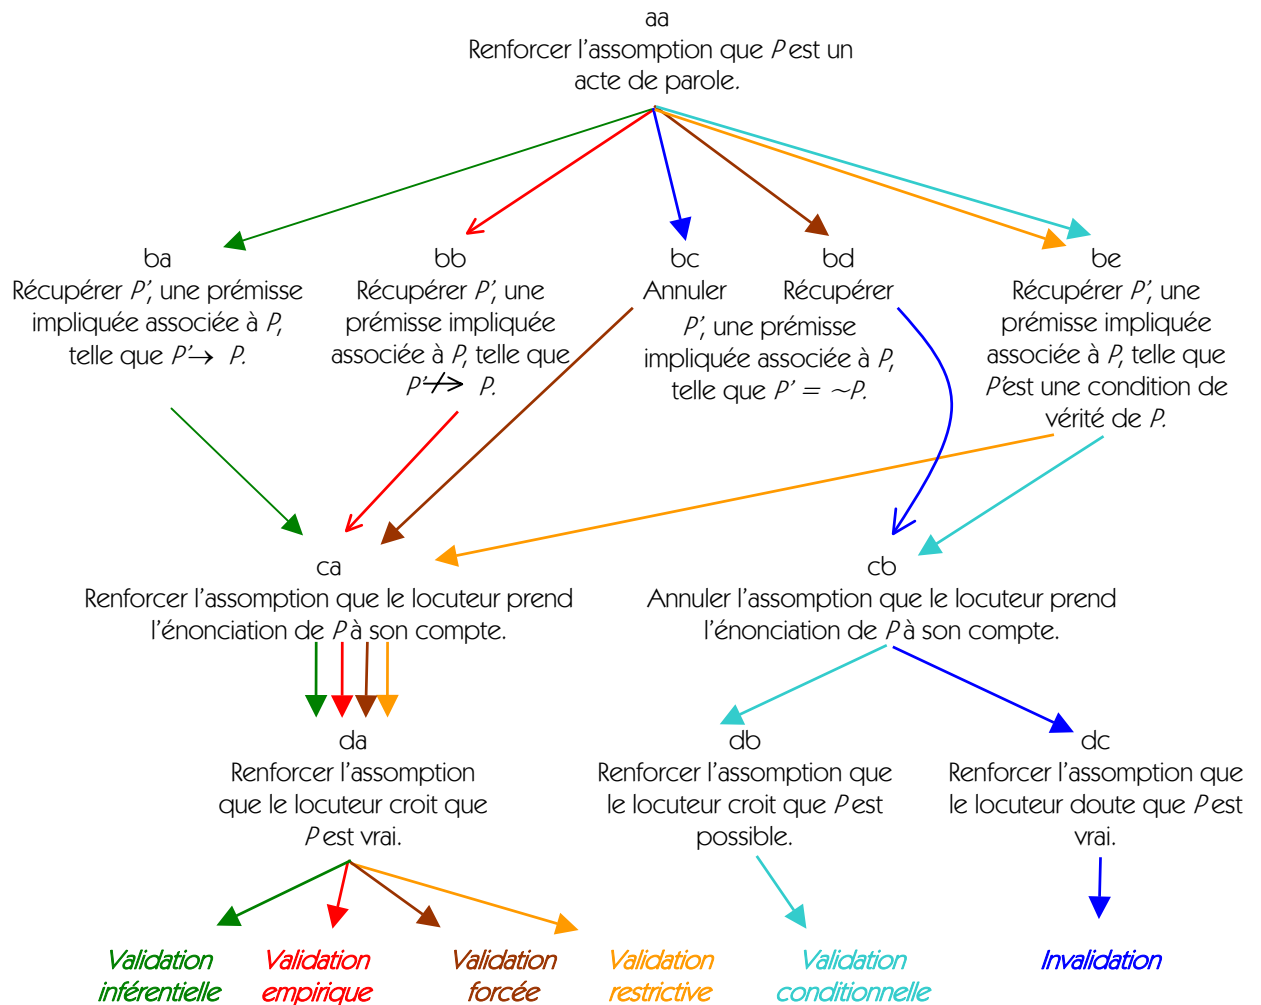 aa
Renforcer l'assomption que P est un
acte de parole.
ba
Récupérer P', une prémisse
impliquée associée à P,
telle que P'→ P.
bb
Récupérer P', une
prémisse impliquée
associée à P, telle que
P'↛ P.
bc
Annuler
bd
Récupérer
P', une prémisse
impliquée associée à P,
telle que P' = ~P.
be
Récupérer P', une
prémisse impliquée
associée à P, telle que
P'est une condition de
vérité de P.
ca
Renforcer l'assomption que le locuteur prend
l'énonciation de P à son compte.
cb
Annuler l'assomption que le locuteur prend
l'énonciation de P à son compte.
da
Renforcer l'assomption
que le locuteur croit que
P est vrai.
db
Renforcer l'assomption que
le locuteur croit que P est
possible.
dc
Renforcer l'assomption que
le locuteur doute que P est
vrai.
Validation
inférentielle
Validation
empirique
Validation
forcée
Validation
restrictive
Validation
conditionnelle
Invalidation